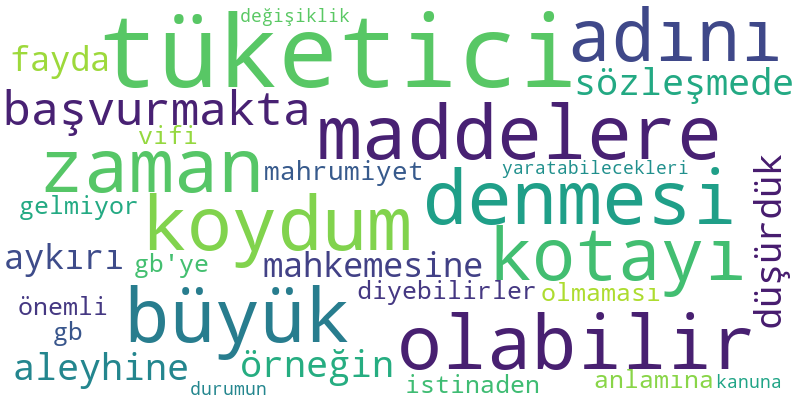 değişiklik
tüketici adını
fayda sözleşmede
başvurmakta maddelere
vifi
zaman mahrumiyet yaratabilecekleri
gelmiyor koydum denmesi düşürdük
aykırı gb'ye mahkemesine kotayı
önemli büyük diyebilirler olmaması
gb olabilir
aleyhine örneğin
durumun istinaden anlamına kanuna